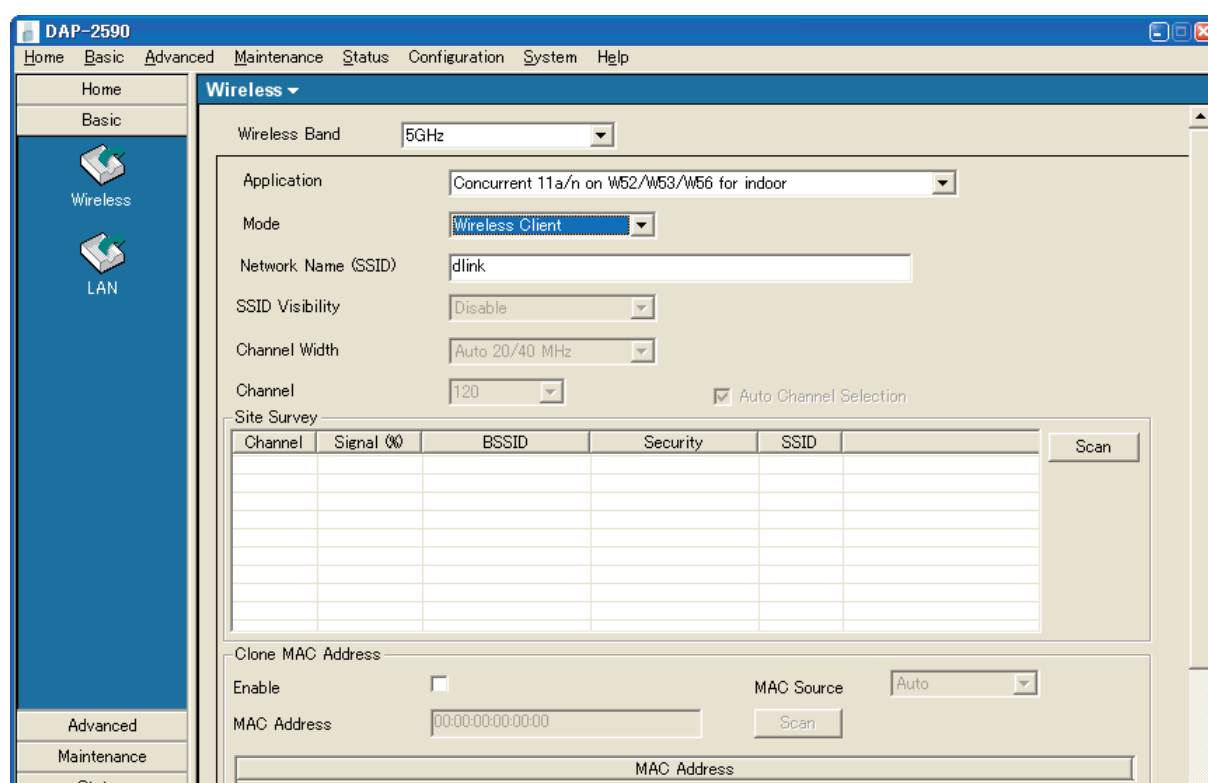 DAP-2590
Home Basic Advanced Maintenance Status Configuration System Help
Home
Basic
Wireless
LAN
Advanced
Maintenance
Wireless
Wireless Band 5GHz
Application Concurrent 11a/n on W52/W53/W56 for indoor
Mode Wireless Client
Network Name (SSID) dlink
SSID Visibility Disable
Channel Width Auto 20/40 MHz
Channel 120 Auto Channel Selection
Site Survey
Channel Signal (%) BSSID Security SSID Scan
Clone MAC Address
Enable MAC Source Auto
MAC Address 00:00:00:00:00:00 Scan
MAC Address